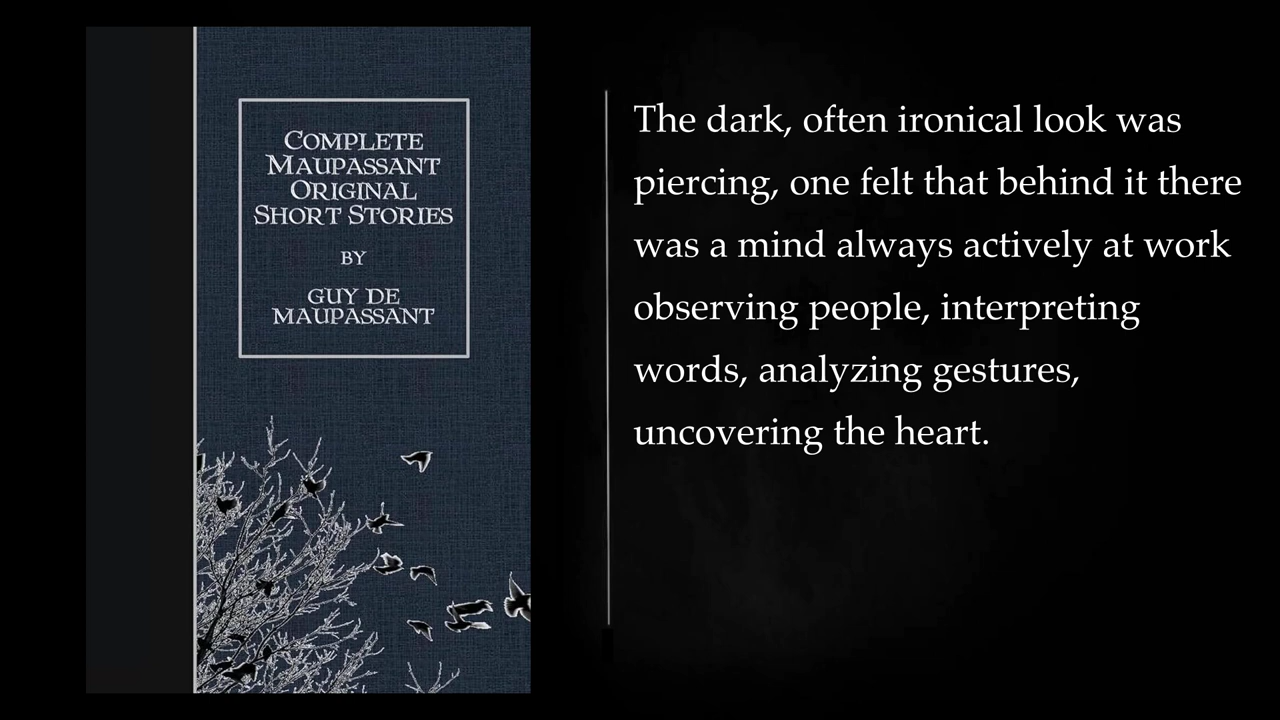 COMPLETE
MAUPASSANT
ORIGINAL
SHORT STORIES
BY
GUY DE
MAUPASSANT
The dark, often ironical look was
piercing, one felt that behind it there
was a mind always actively at work
observing people, interpreting
words, analyzing gestures,
uncovering the heart.